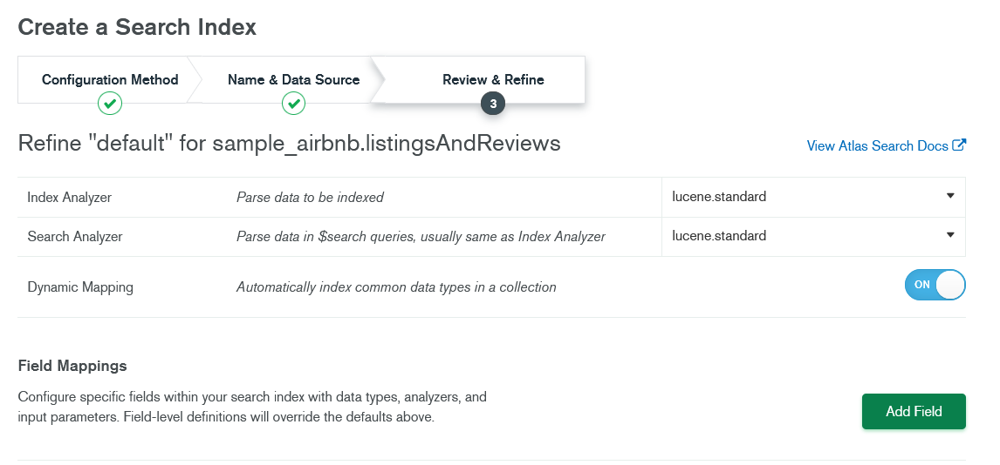 Create a Search Index
Configuration Method
Name & Data Source
Review & Refine
3
Refine "default" for sample_airbnb.listingsAndReviews
View Atlas Search Docs
Index Analyzer
Parse data to be indexed
lucene.standard
Search Analyzer
Parse data in $search queries, usually same as Index Analyzer
lucene.standard
Dynamic Mapping
Automatically index common data types in a collection
ON
Field Mappings
Configure specific fields within your search index with data types, analyzers, and
input parameters. Field-level definitions will override the defaults above.
Add Field